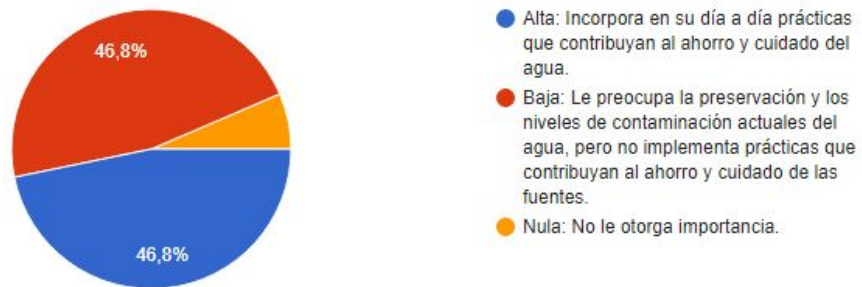 46,8%
46,8%
Alta: Incorpora en su día a día prácticas
que contribuyan al ahorro y cuidado del
agua.
Baja: Le preocupa la preservación y los
niveles de contaminación actuales del
agua, pero no implementa prácticas que
contribuyan al ahorro y cuidado de las
fuentes.
Nula: No le otorga importancia.